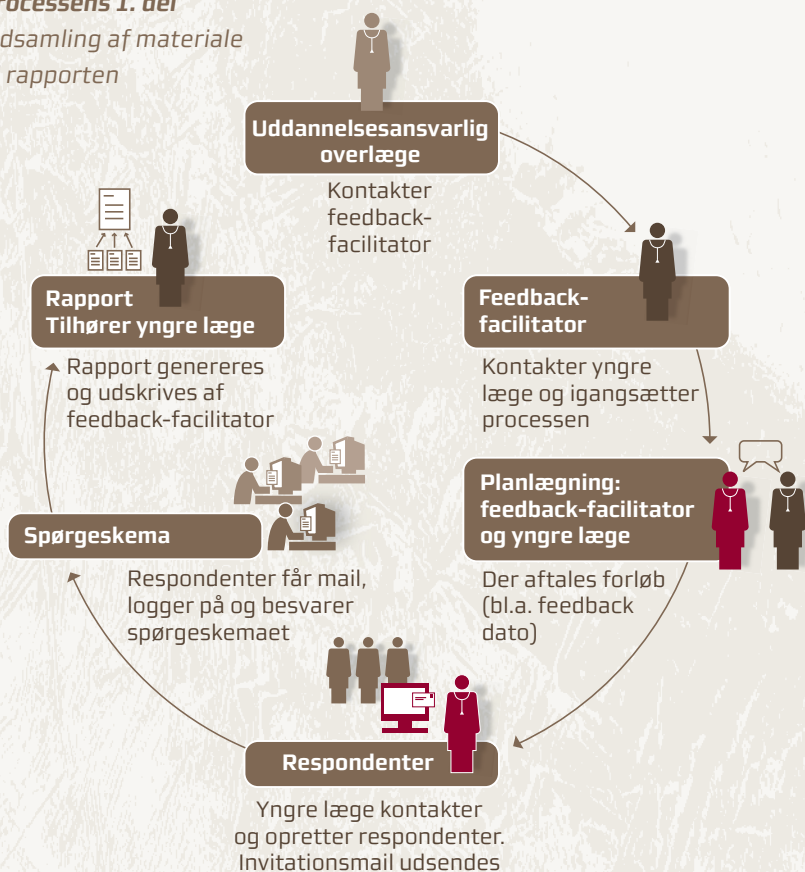 rocessens 1. del
dsamling af materiale
rapporten
Uddannelsesansvarlig
overlæge
Kontakter
feedback-
facilitator
Feedback-
facilitator
Kontakter yngre
læge og igangsætter
processen
Planlægning:
feedback-facilitator
og yngre læge
Der aftales forløb
(bl.a. feedback
dato)
Respondenter
Yngre læge kontakter
og opretter respondenter.
Invitationsmail udsendes
Spørgeskema
Respondenter får mail,
logger på og besvarer
spørgeskemaet
Rapport
Tilhører yngre læge
Rapport genereres
og udskrives af
feedback-facilitator